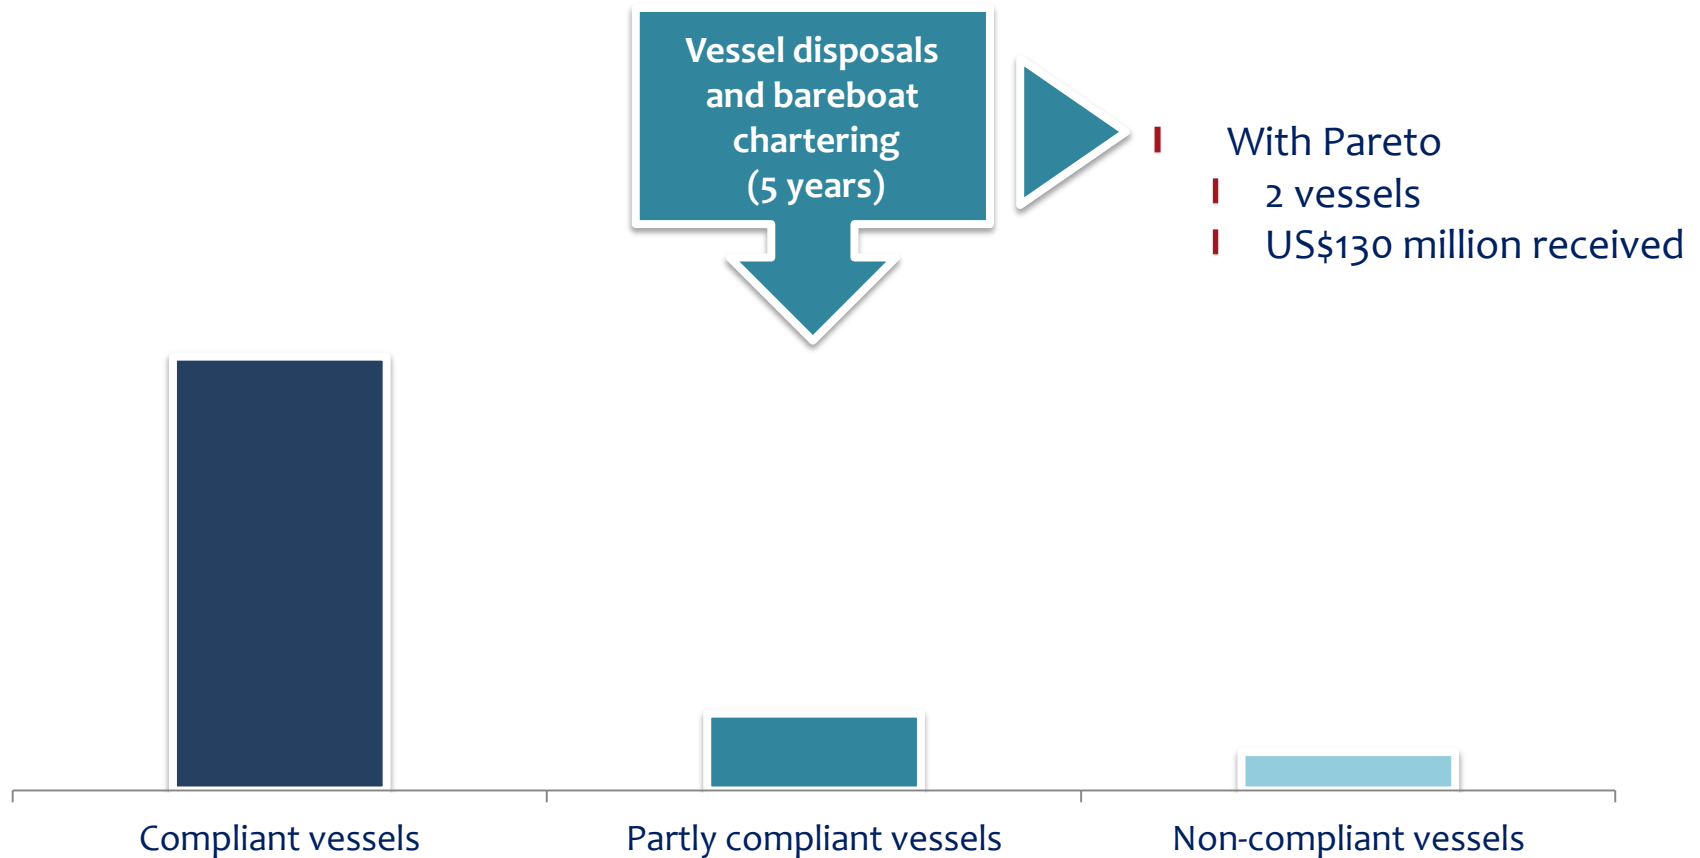 Vessel disposals
and bareboat
chartering
(5 years)
With Pareto
2 vessels
US$130 million received
Compliant vessels
Partly compliant vessels
Non-compliant vessels